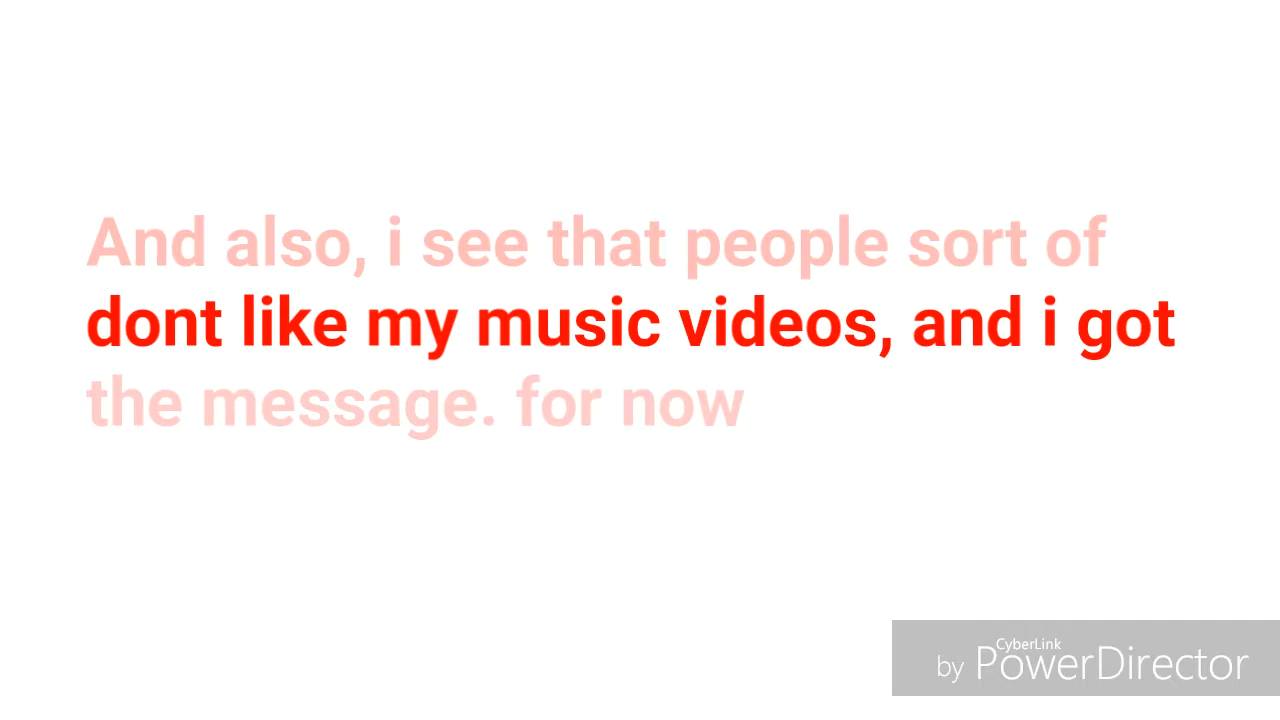 And also, i see that people sort of
dont like my music videos, and i got
the message. for now
CyberLink
by PowerDirector